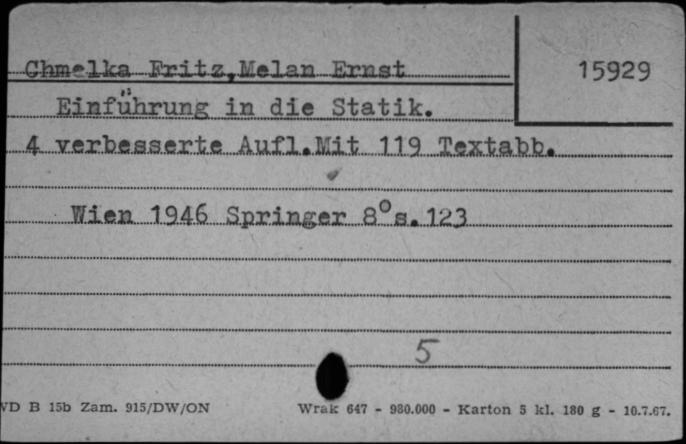 Chmelka Fritz,Melan Ernst
15929
Einführung in die Statik.
4 verbesserte Aufl.Mit 119 Textabb.
Wien 1946 Springer 8°s.123
5
VD B 15b Zam. 915/DW/ON
Wrak 647 - 980.000 - Karton 5 kl. 180 g - 10.7.67.